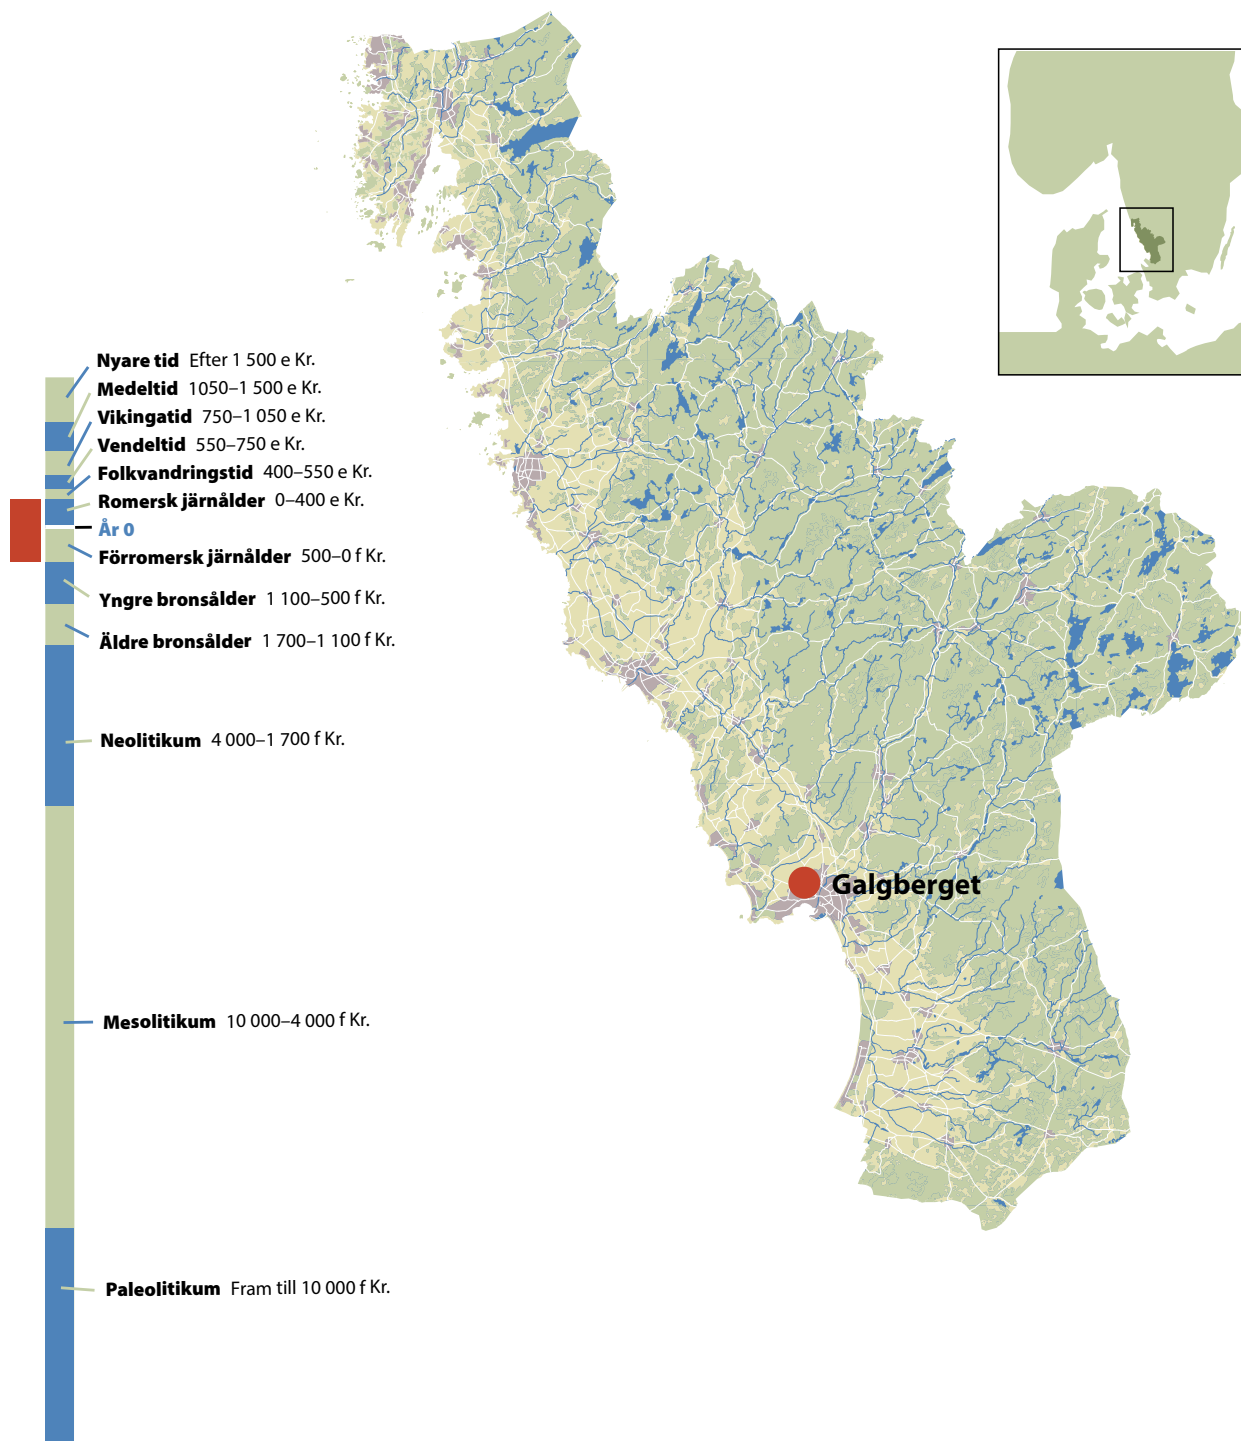 Nyare tid Efter 1 500 e Kr.
Medeltid 1050–1 500 e Kr.
Vikingatid 750–1 050 e Kr.
Vendeltid 550–750 e Kr.
Folkvandringstid 400–550 e Kr.
Romersk järnålder 0–400 e Kr.
År 0
Förromersk järnålder 500–0 f Kr.
Yngre bronsålder 1 100–500 f Kr.
Äldre bronsålder 1 700–1 100 f Kr.
Neolitikum 4 000–1 700 f Kr.
Galgberget
Mesolitikum 10 000–4 000 f Kr.
Paleolitikum Fram till 10 000 f Kr.